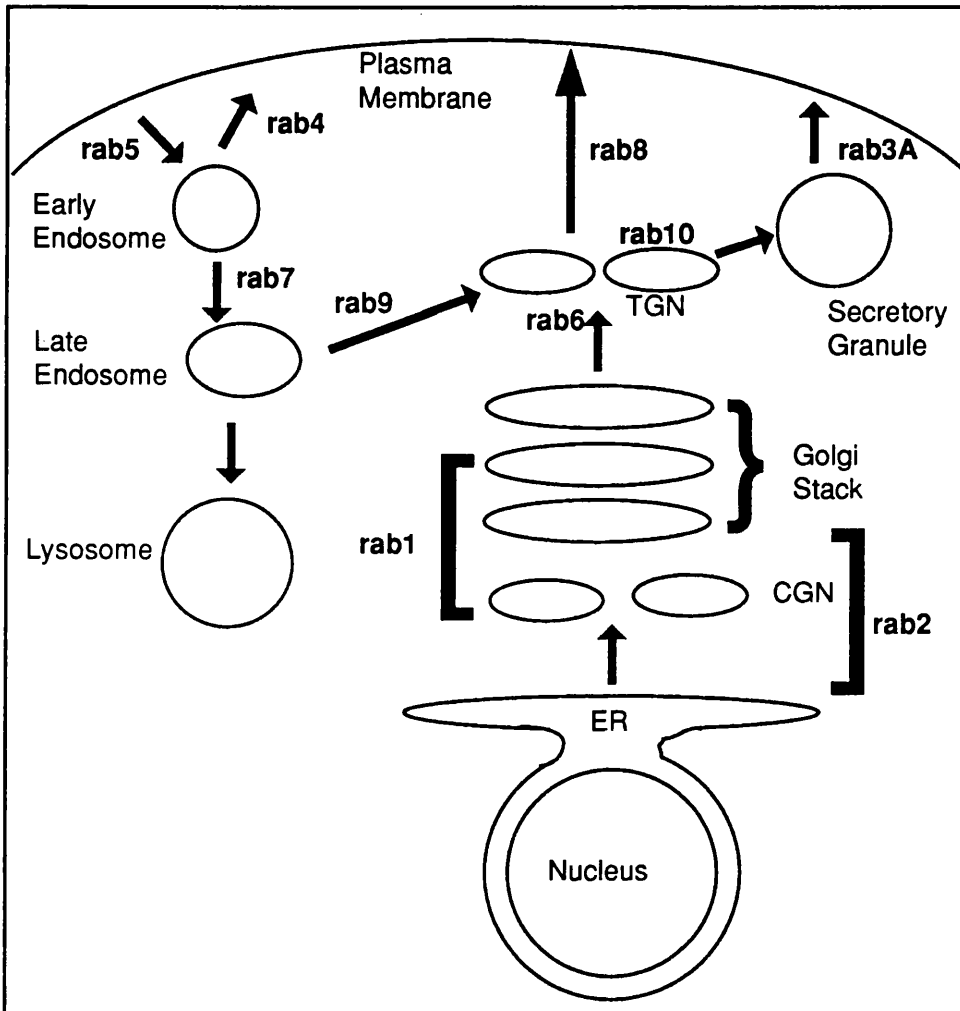 Plasma
Membrane
rab5
rab4
rab8
rab3A
Early
Endosome
rab10
rab7
rab9
TGN
rab6
Secretory
Granule
Late
Endosome
Golgi
Stack
rab1
Lysosome
CGN
rab2
ER
Nucleus